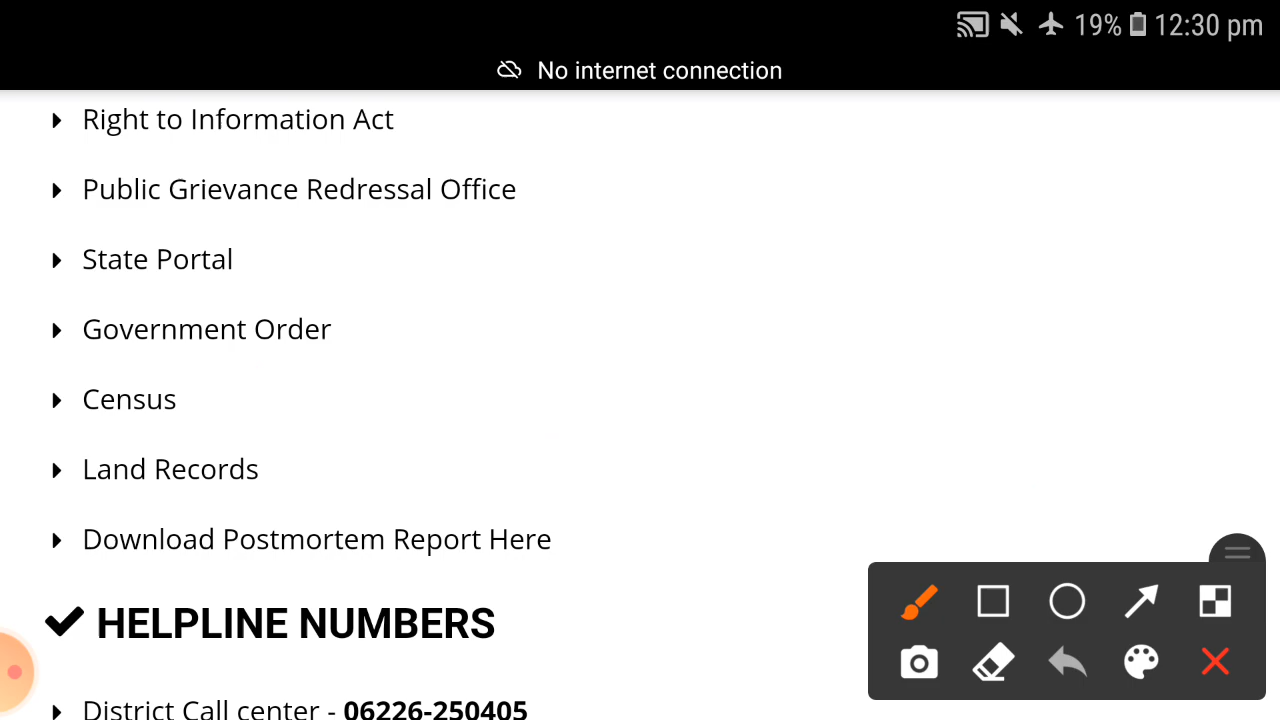 19% 12:30 pm
No internet connection
Right to Information Act
Public Grievance Redressal Office
State Portal
Government Order
Census
Land Records
Download Postmortem Report Here
HELPLINE NUMBERS
District Call center - 06226-250405